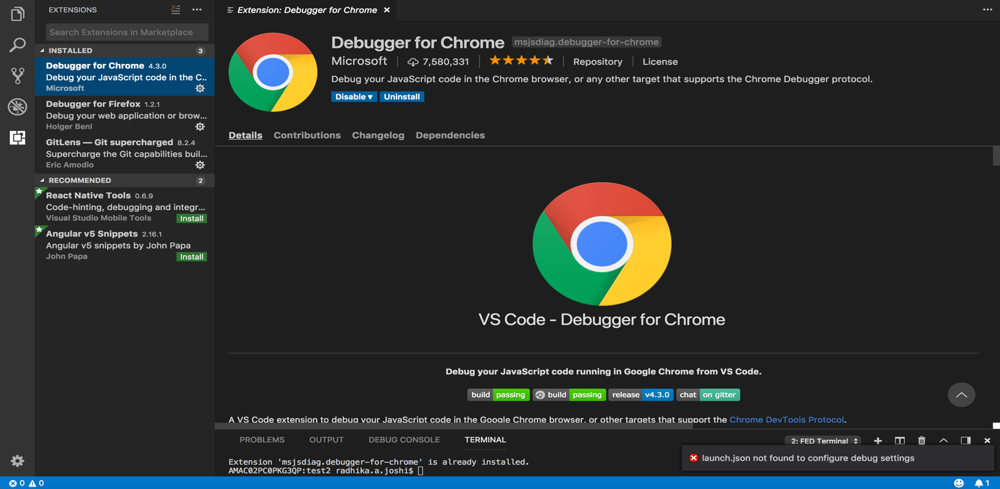 EXTENSIONS
Search Extensions in Marketplace
INSTALLED 3
Debugger for Chrome 4.3.0
Debug your JavaScript code in the C..
Microsoft
Debugger for Firefox 1.2.1
Debug your web application or brow...
Holger Benl
GitLens — Git supercharged 8.2.4
Supercharge the Git capabilities buil...
Eric Amodio
RECOMMENDED 2
React Native Tools 0.6.9
Code-hinting, debugging and integr...
Visual Studio Mobile Tools Install
Angular v5 Snippets 2.16.1
Angular v5 snippets by John Papa
John Papa Install
Extension: Debugger for Chrome
Debugger for Chrome msjsdiag.debugger-for-chrome
Microsoft 7,580,331 Repository License
Debug your JavaScript code in the Chrome browser, or any other target that supports the Chrome Debugger protocol.
Disable Uninstall
Details Contributions Changelog Dependencies
VS Code - Debugger for Chrome
Debug your JavaScript code running in Google Chrome from VS Code.
build passing build passing release v4.3.0 chat on gitter
A VS Code extension to debug your JavaScript code in the Google Chrome browser, or other targets that support the Chrome DevTools Protocol.
PROBLEMS OUTPUT DEBUG CONSOLE TERMINAL 2: FED Terminal
Extension 'msjsdiag.debugger-for-chrome' is already installed.
AMAC02PC0PKG3QP:test2 radhika.a.joshi$
launch.json not found to configure debug settings
0 0 1